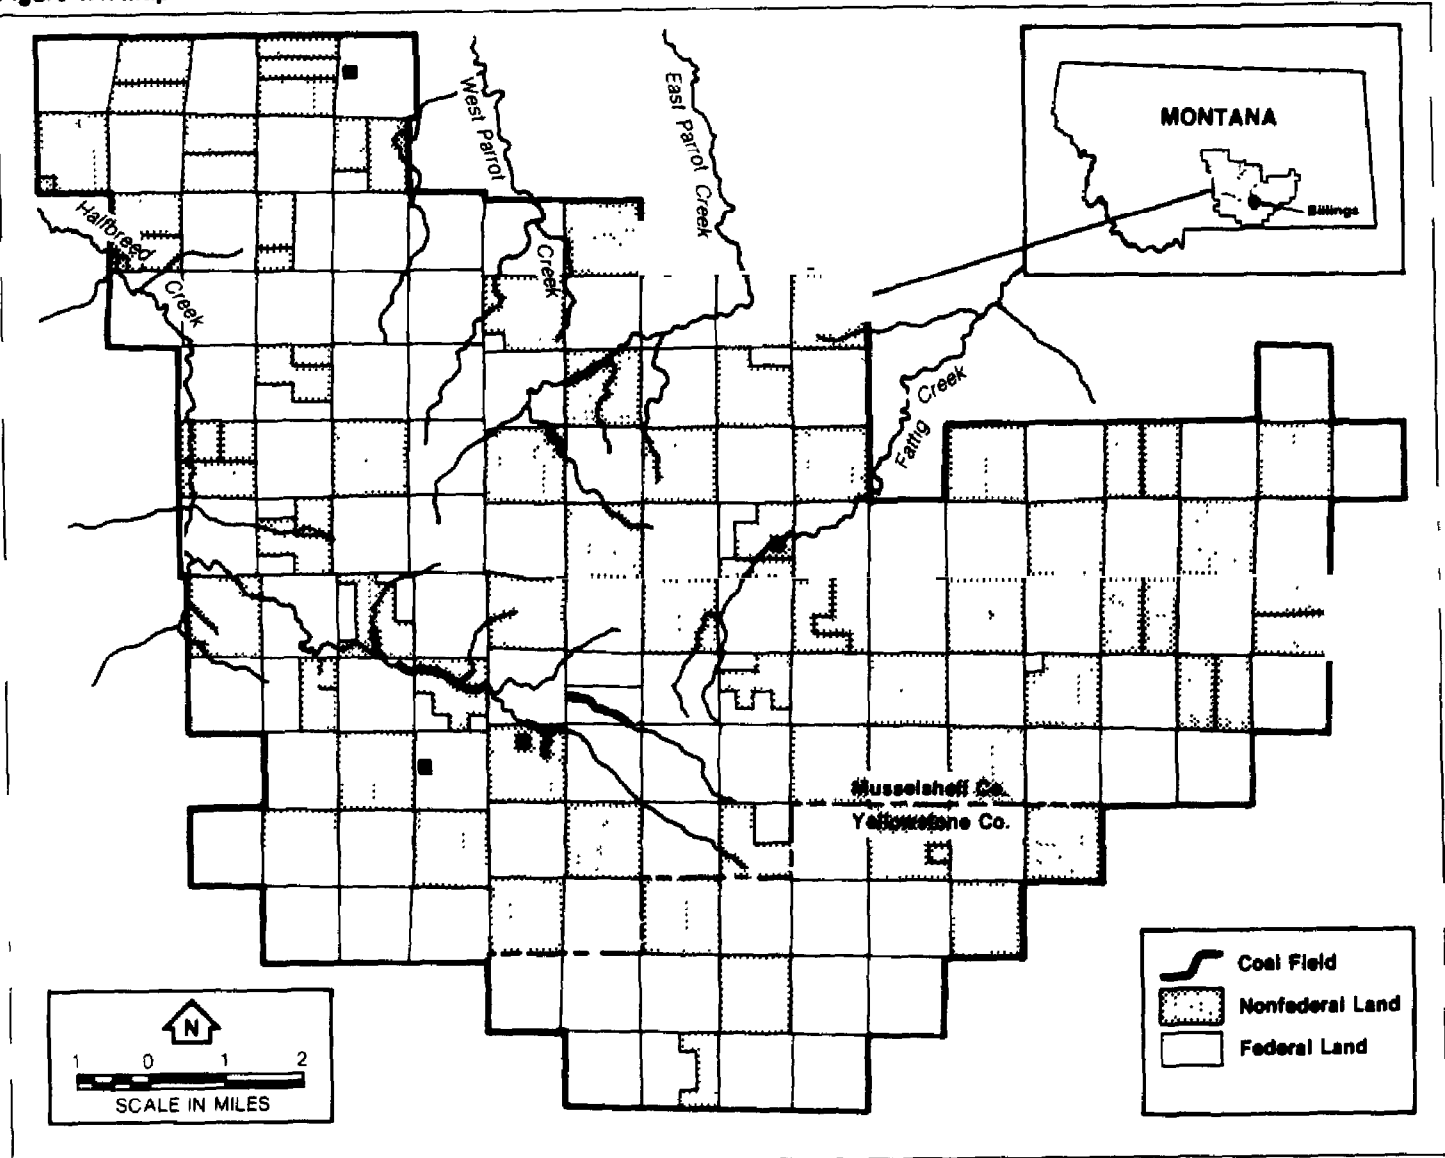 West Parrot
Creek
East Parrot Creek
MONTANA
Billings
Halfbreed
Creek
Fattig Creek
Musselshell Co.
Yellowstone Co.
Coal Field
Nonfederal Land
Federal Land
N
1 0 1 2
SCALE IN MILES